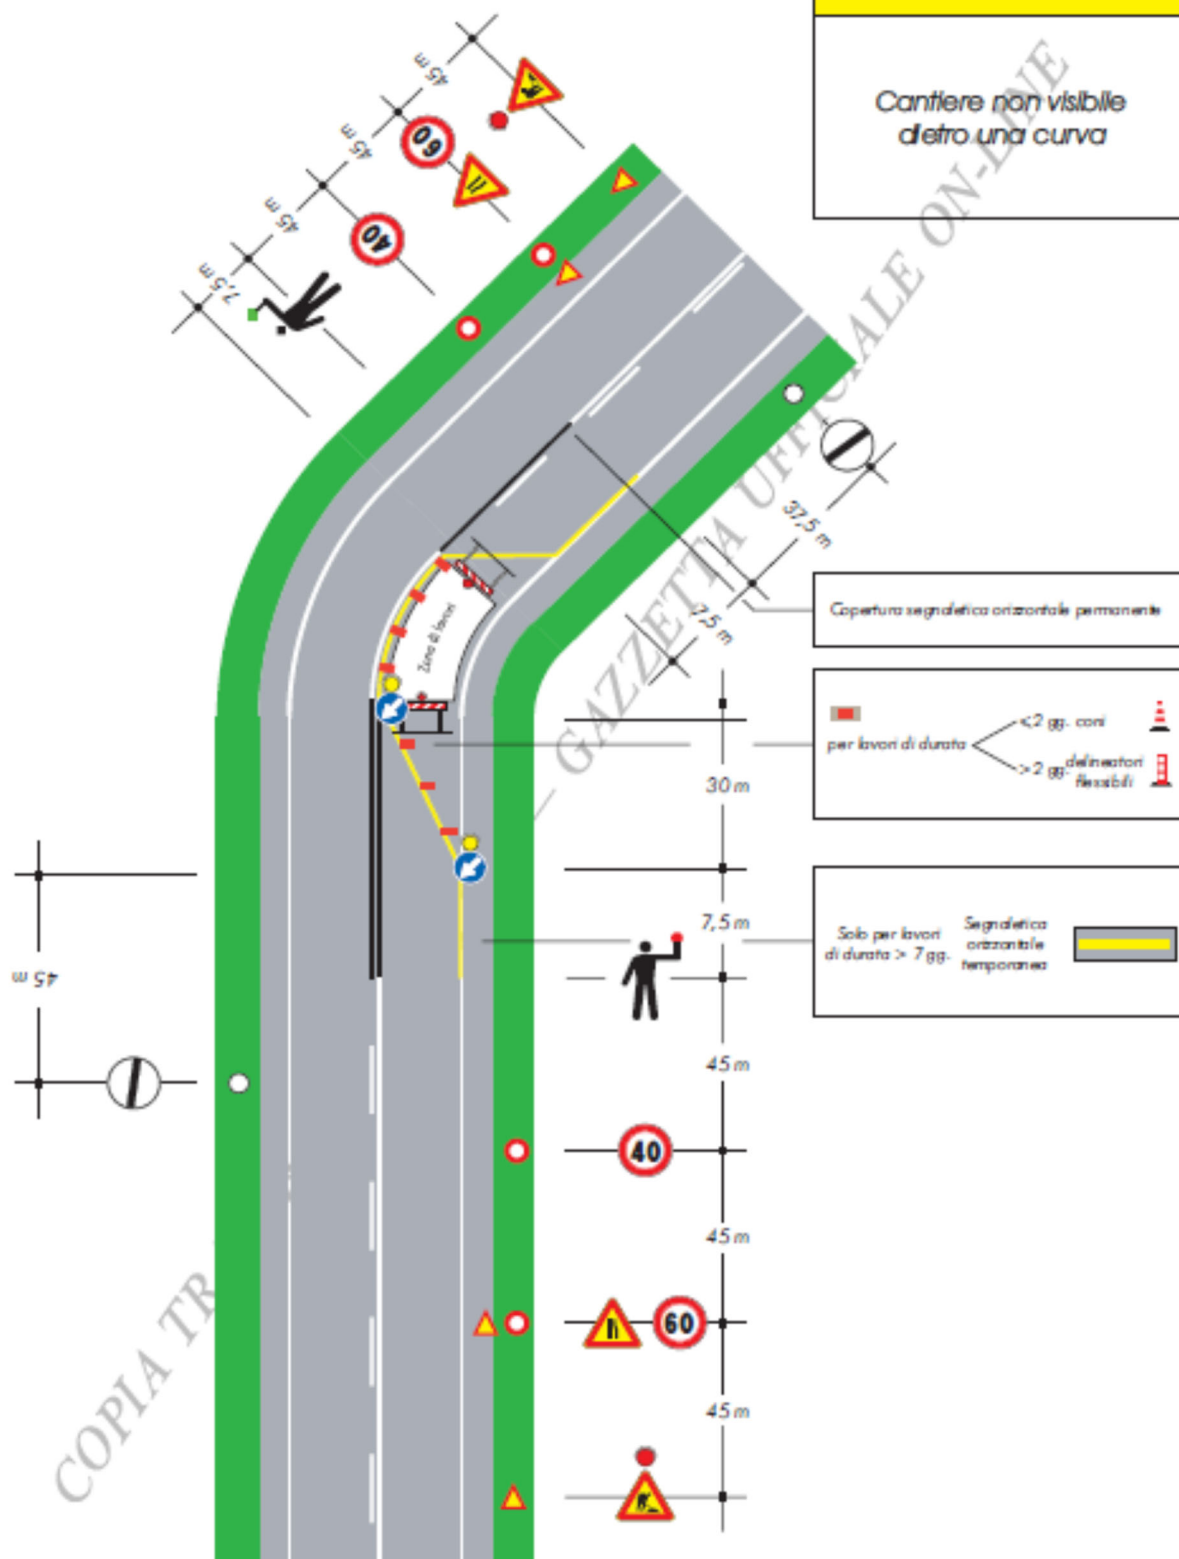 Cantiere non visibile
dietro una curva
45 m
45 m
60
45 m
40
7,5 m
37,5 m
7,5 m
Copertura segnaletica orizzontale permanente
Zona di lavori
per lavori di durata
<2 gg. coni
>2 gg. delineatori
flessibili
30 m
7,5 m
Solo per lavori
di durata > 7 gg.
Segnaletica
orizzontale
temporanea
45 m
45 m
40
45 m
60
45 m
COPIA TR
GAZZETTA UFFICIALE ON-LINE